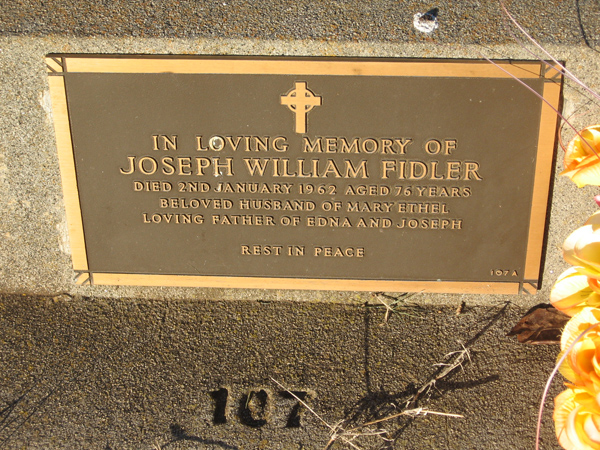 IN LOVING MEMORY OF
JOSEPH WILLIAM FIDLER
DIED 2ND JANUARY 1962 AGED 76 YEARS
BELOVED HUSBAND OF MARY ETHEL
LOVING FATHER OF EDNA AND JOSEPH
REST IN PEACE
107A
107